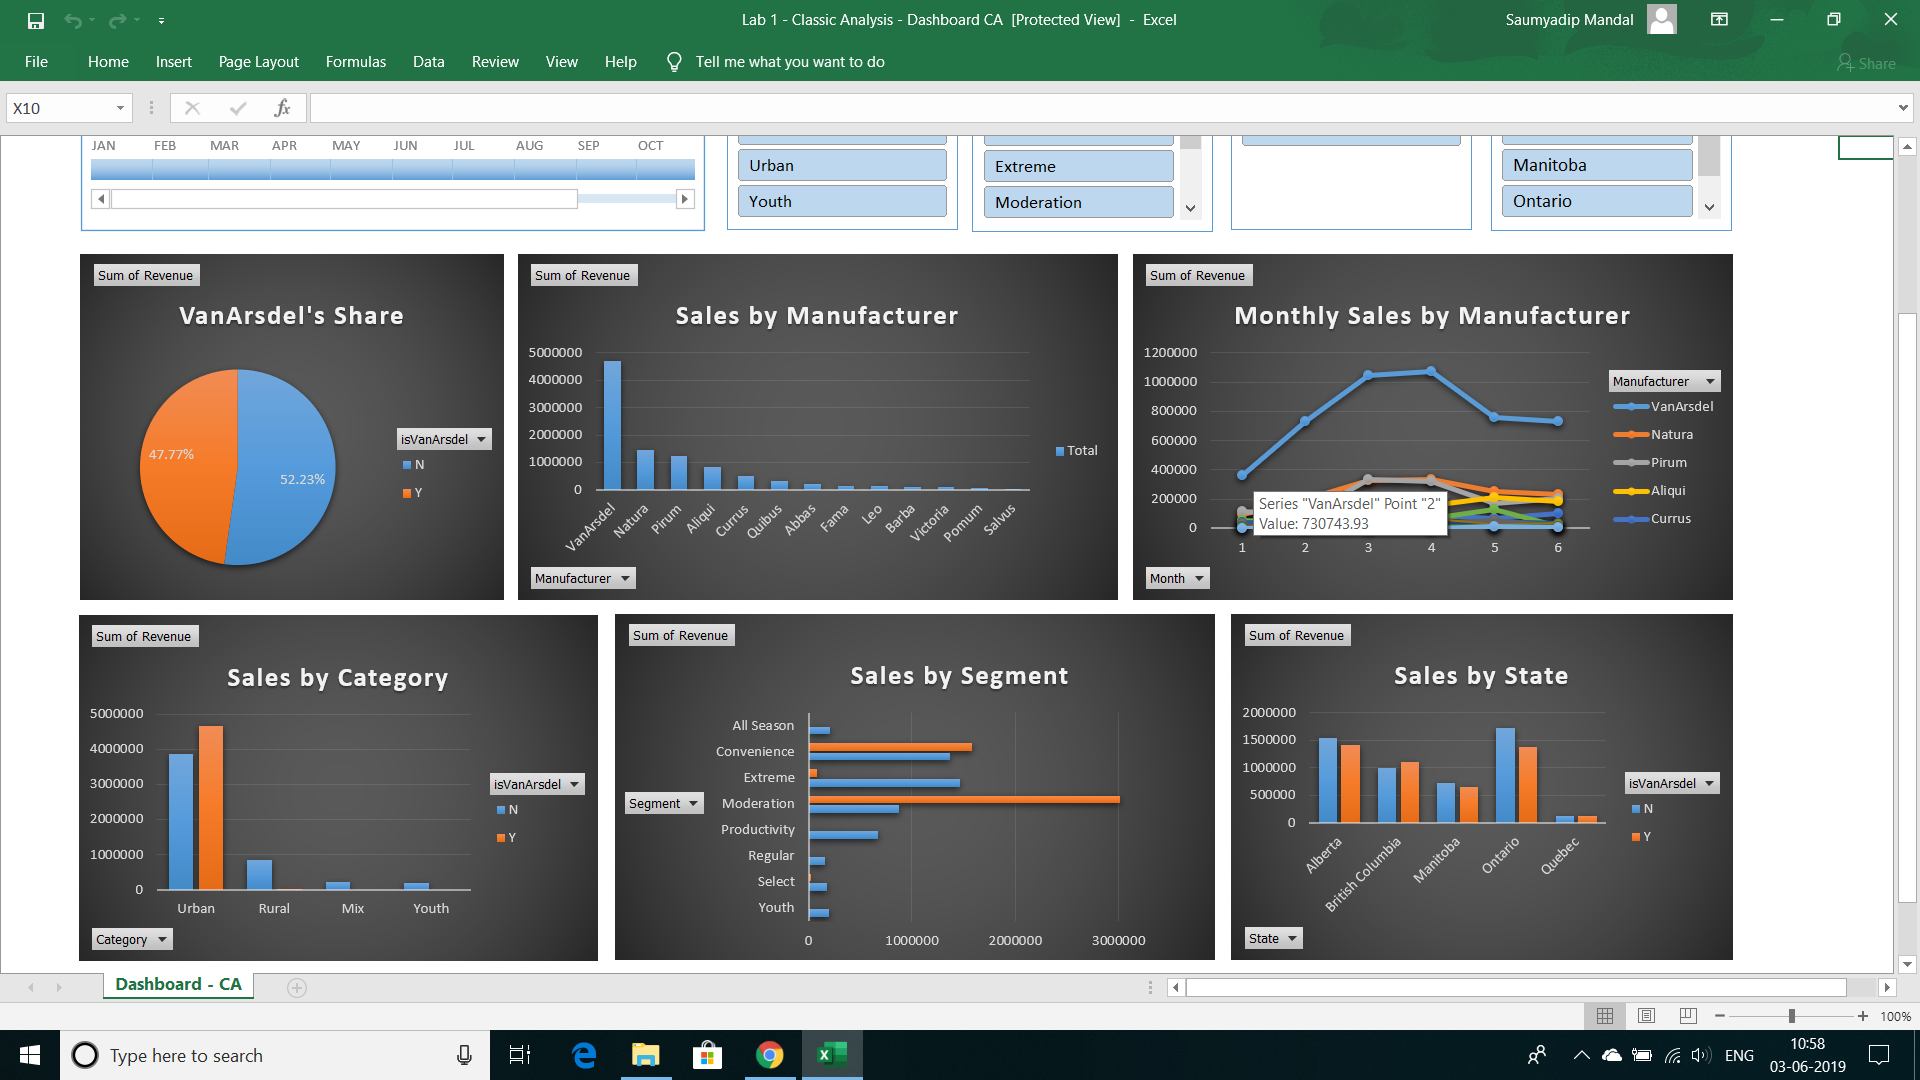 Lab 1 - Classic Analysis - Dashboard CA [Protected View] - Excel
Saumyadip Mandal
File Home Insert Page Layout Formulas Data Review View Help Tell me what you want to do
Share
X10
fx
JAN FEB MAR APR MAY JUN JUL AUG SEP OCT
Urban
Youth
Extreme
Moderation
Manitoba
Ontario
Sum of Revenue
VanArsdel's Share
47.77%
52.23%
isVanArsdel
N
Y
Sum of Revenue
Sales by Manufacturer
5000000
4000000
3000000
2000000
1000000
0
VanArsdel Natura Pirum Aliqui Currus Quibus Abbas Fama Leo Barba Victoria Pomum Salvus
Total
Manufacturer
Sum of Revenue
Monthly Sales by Manufacturer
1200000
1000000
800000
600000
400000
200000
0
1 2 3 4 5 6
Series "VanArsdel" Point "2"
Value: 730743.93
Manufacturer
VanArsdel
Natura
Pirum
Aliqui
Currus
Month
Sum of Revenue
Sales by Category
5000000
4000000
3000000
2000000
1000000
0
Urban Rural Mix Youth
isVanArsdel
N
Y
Category
Sum of Revenue
Sales by Segment
Segment
All Season
Convenience
Extreme
Moderation
Productivity
Regular
Select
Youth
0 1000000 2000000 3000000
Sum of Revenue
Sales by State
2000000
1500000
1000000
500000
0
Alberta British Columbia Manitoba Ontario Quebec
isVanArsdel
N
Y
State
Dashboard - CA
100%
Type here to search
ENG
10:58
03-06-2019